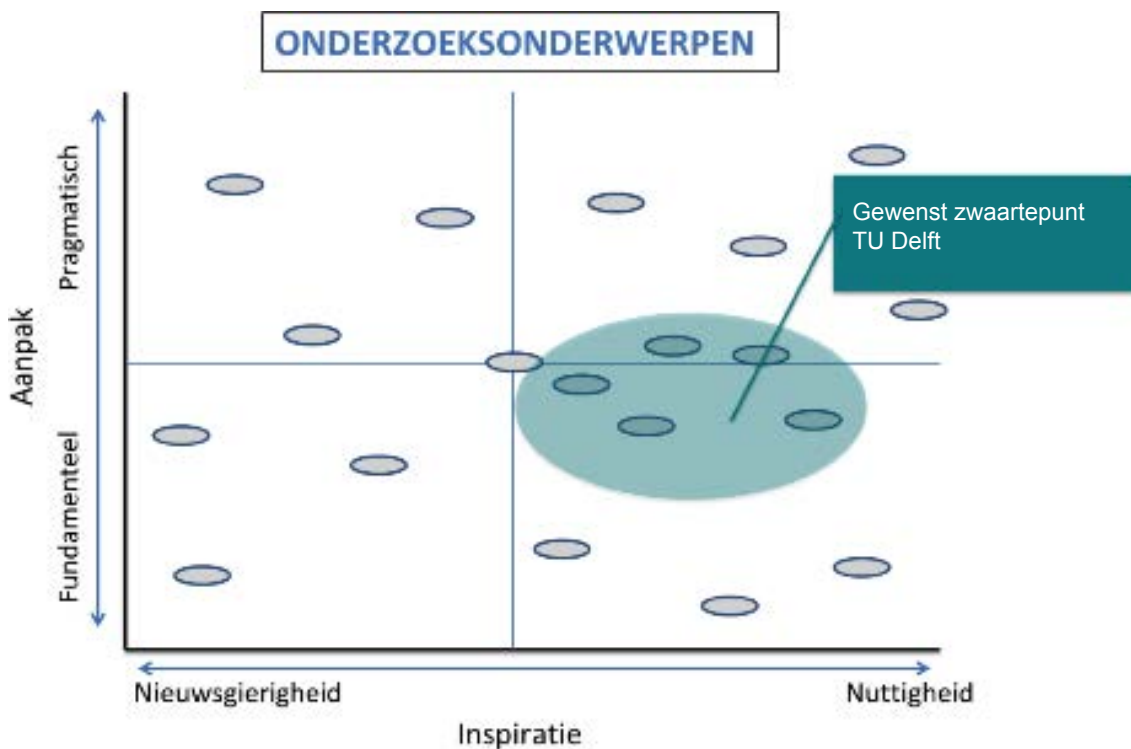 ONDERZOEKSONDERWERPEN
Pragmatisch
Gewenst zwaartepunt
TU Delft
Aanpak
Fundamenteel
Nieuwsgierigheid
Nuttigheid
Inspiratie